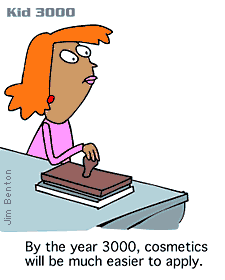 Kid 3000
Jim Benton
By the year 3000, cosmetics
will be much easier to apply.